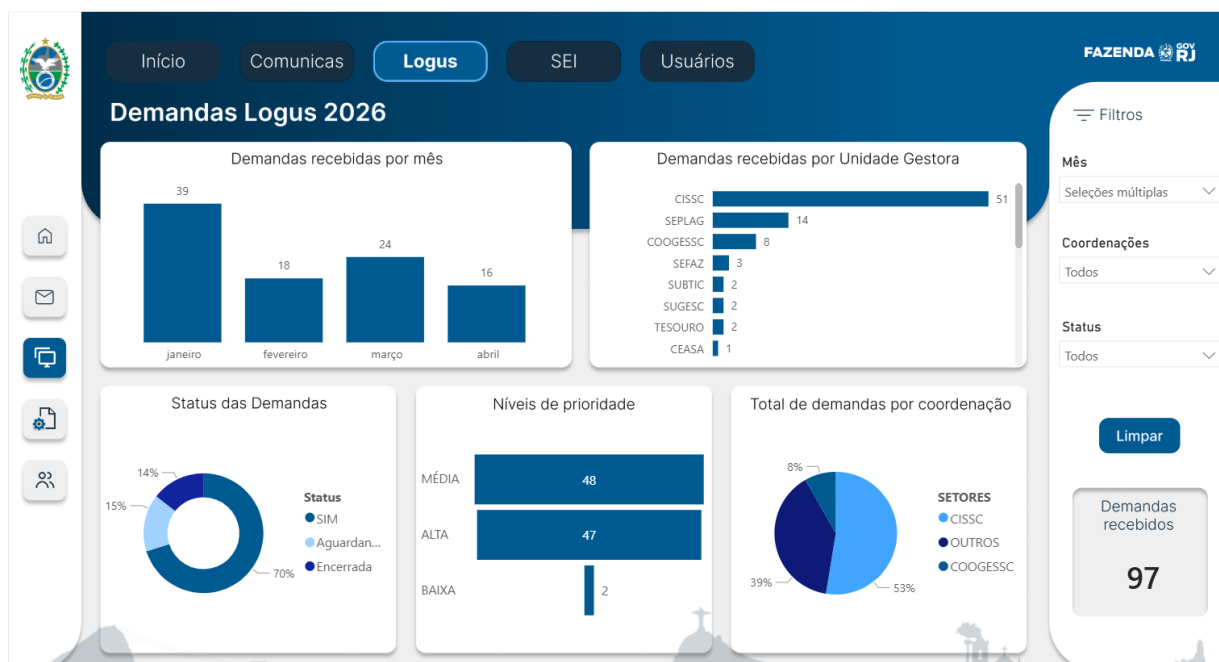 Início
Comunicas
Logus
SEI
Usuários
FAZENDA GOV RJ
Demandas Logus 2026
Filtros
Demandas recebidas por mês
39
18
24
16
janeiro
fevereiro
março
abril
Demandas recebidas por Unidade Gestora
CISSC 51
SEPLAG 14
COOGESSC 8
SEFAZ 3
SUBTIC 2
SUGESC 2
TESOURO 2
CEASA 1
Mês
Seleções múltiplas
Coordenações
Todos
Status
Todos
Limpar
Demandas
recebidos
97
Status das Demandas
14%
15%
70%
Status
SIM
Aguardan...
Encerrada
Níveis de prioridade
MÉDIA 48
ALTA 47
BAIXA 2
Total de demandas por coordenação
8%
39%
53%
SETORES
CISSC
OUTROS
COOGESSC